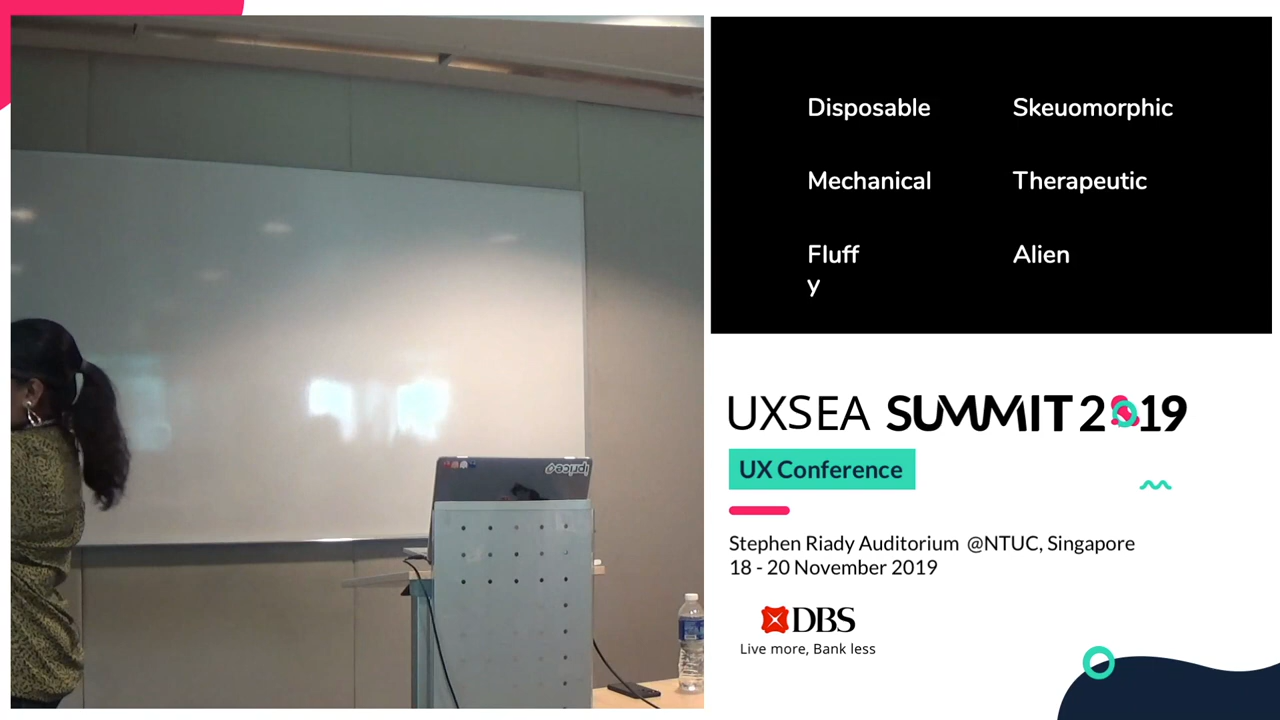 Disposable
Skeuomorphic
Mechanical
Therapeutic
Fluff
y
Alien
iprice
UXSEA SUMMIT 2019
UX Conference
Stephen Riady Auditorium @NTUC, Singapore
18 - 20 November 2019
DBS
Live more, Bank less